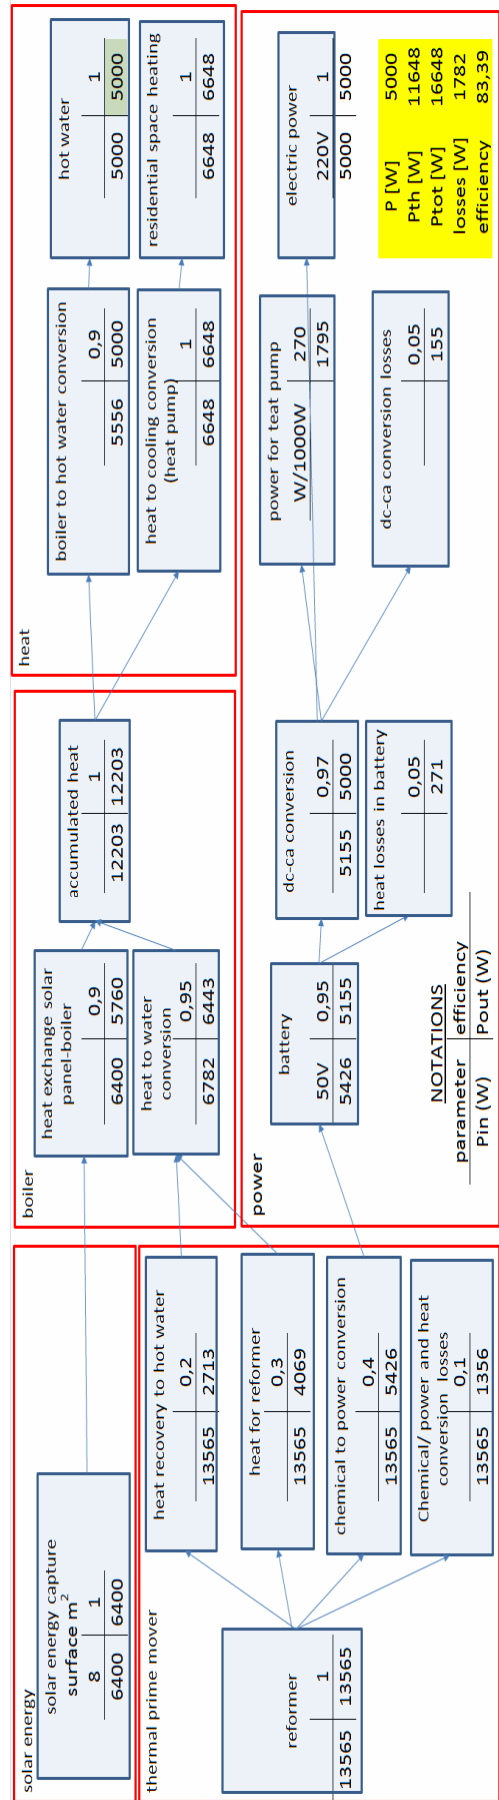 solar energy
solar energy capture
surface m²
8 1
6400 6400
thermal prime mover
reformer
1
13565 13565
heat recovery to hot water
0,2
13565 2713
heat for reformer
0,3
13565 4069
chemical to power conversion
0,4
13565 5426
Chemical/ power and heat
conversion losses
0,1
13565 1356
boiler
heat exchange solar
panel-boiler
0,9
6400 5760
heat to water
conversion
0,95
6782 6443
accumulated heat
1
12203 12203
power
battery
50V 0,95
5426 5155
dc-ca conversion
0,97
5155 5000
heat losses in battery
0,05
271
NOTATIONS
parameter efficiency
Pin (W) Pout (W)
heat
boiler to hot water conversion
0,9
5556 5000
heat to cooling conversion
(heat pump)
1
6648 6648
hot water
1
5000 5000
residential space heating
1
6648 6648
power for teat pump
W/1000W 270
1795
dc-ca conversion losses
0,05
155
electric power
220V 1
5000 5000
P [W] 5000
Pth [W] 11648
Ptot [W] 16648
losses [W] 1782
efficiency 83,39